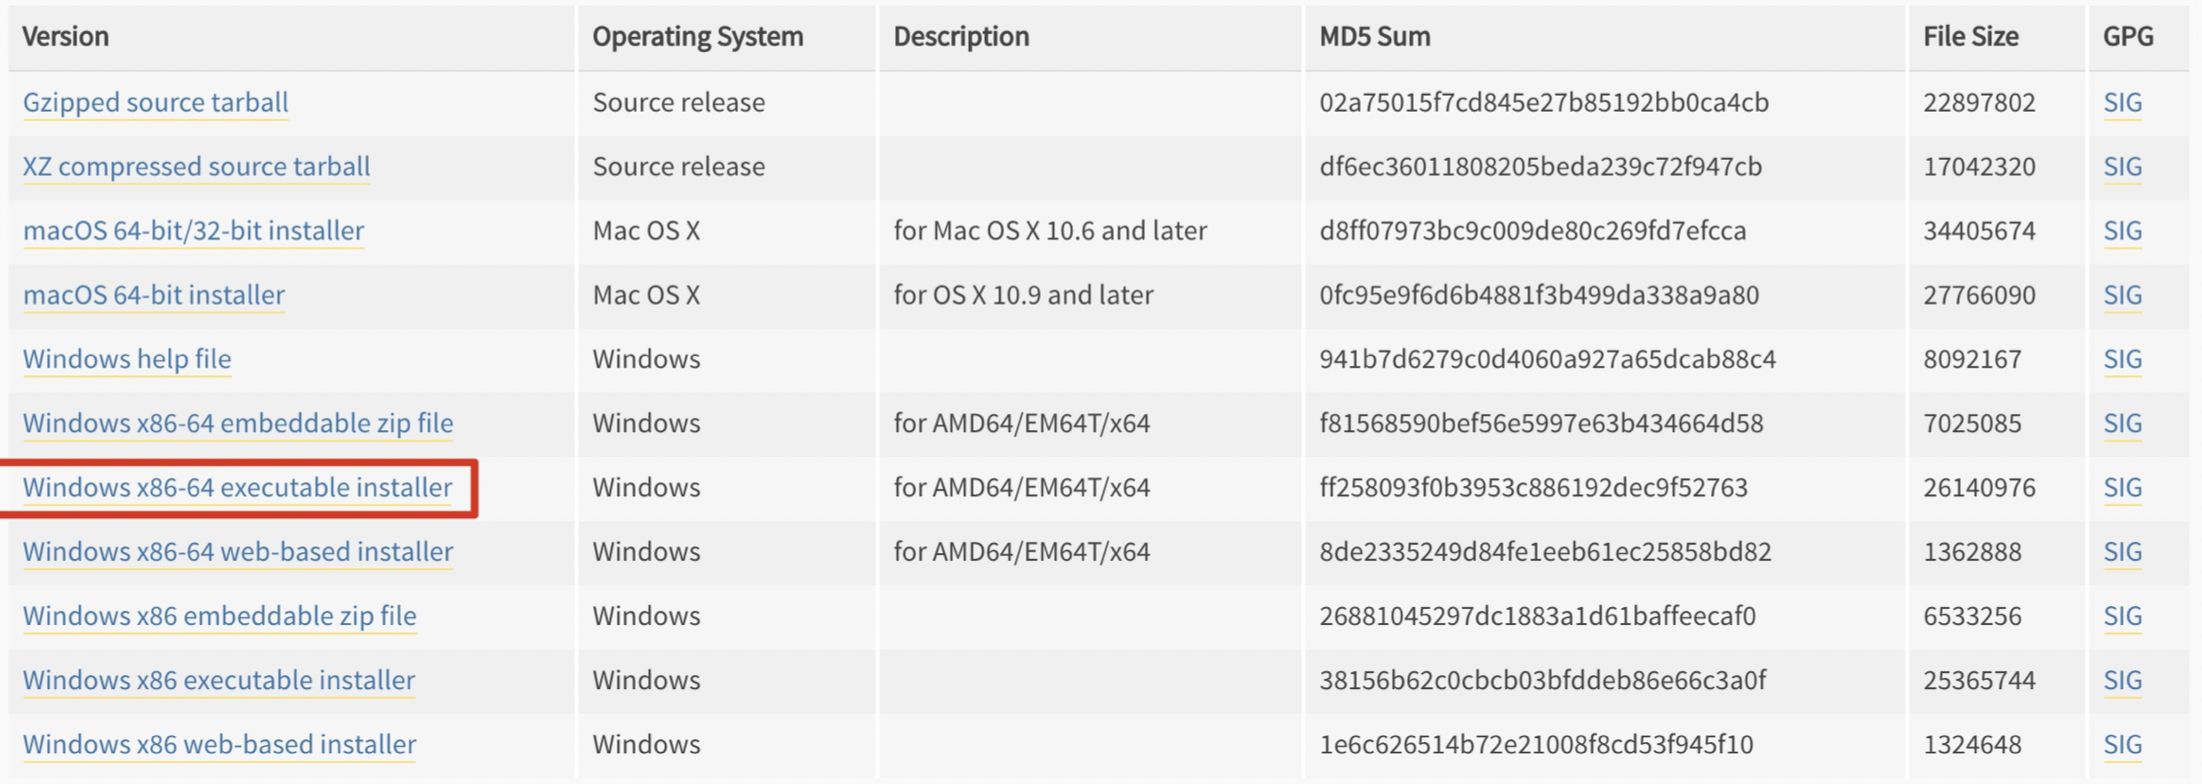 Version Operating System Description MD5 Sum File Size GPG
Gzipped source tarball Source release 02a75015f7cd845e27b85192bb0ca4cb 22897802 SIG
XZ compressed source tarball Source release df6ec36011808205beda239c72f947cb 17042320 SIG
macOS 64-bit/32-bit installer Mac OS X for Mac OS X 10.6 and later d8ff07973bc9c009de80c269fd7efcca 34405674 SIG
macOS 64-bit installer Mac OS X for OS X 10.9 and later 0fc95e9f6d6b4881f3b499da338a9a80 27766090 SIG
Windows help file Windows 941b7d6279c0d4060a927a65dcab88c4 8092167 SIG
Windows x86-64 embeddable zip file Windows for AMD64/EM64T/x64 f81568590bef56e5997e63b434664d58 7025085 SIG
Windows x86-64 executable installer Windows for AMD64/EM64T/x64 ff258093f0b3953c886192dec9f52763 26140976 SIG
Windows x86-64 web-based installer Windows for AMD64/EM64T/x64 8de2335249d84fe1eeb61ec25858bd82 1362888 SIG
Windows x86 embeddable zip file Windows 26881045297dc1883a1d61baffeecaf0 6533256 SIG
Windows x86 executable installer Windows 38156b62c0cbcb03bfddeb86e66c3a0f 25365744 SIG
Windows x86 web-based installer Windows 1e6c626514b72e21008f8cd53f945f10 1324648 SIG